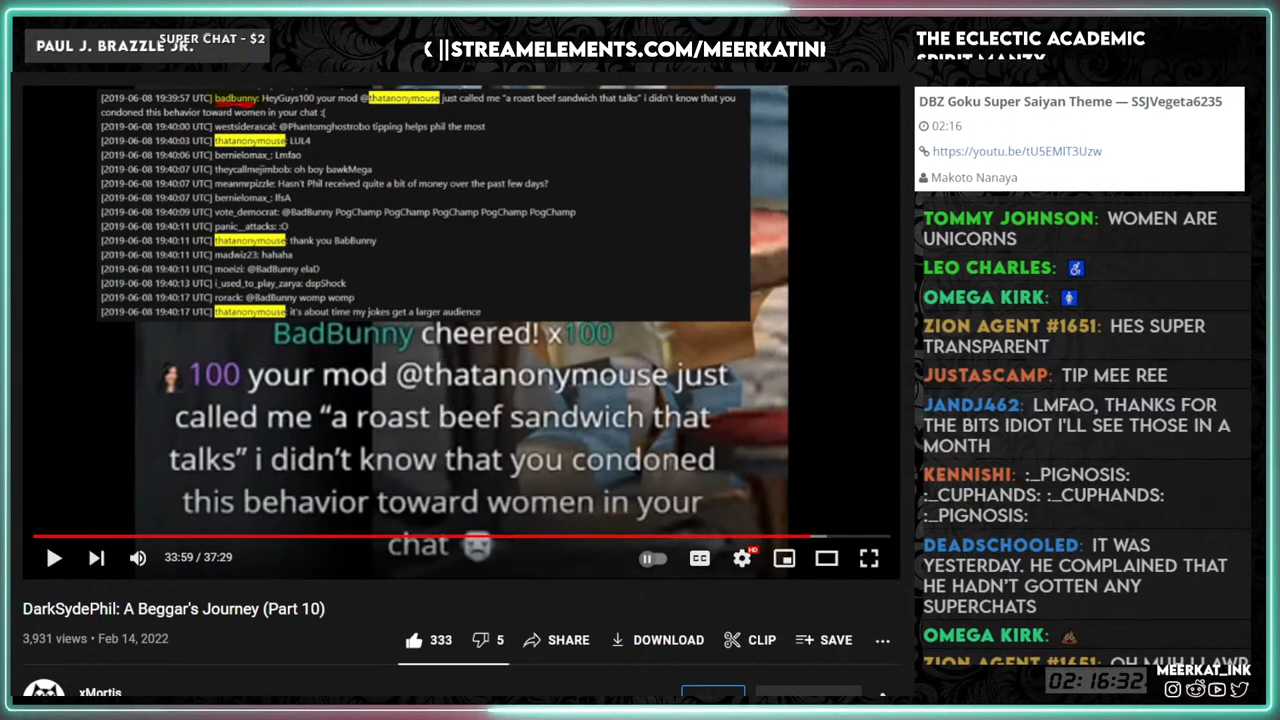 PAUL J. BRAZZLE JR.
SUPER CHAT - $2
||STREAMELEMENTS.COM/MEERKATIN
THE ECLECTIC ACADEMIC
SPIRIT MANZY
[2019-06-08 19:39:57 UTC] badbunny: HeyGuys100 your mod @thatanonymouse just called me "a roast beef sandwich that talks" i didn't know that you
condoned this behavior toward women in your chat :(
[2019-06-08 19:40:00 UTC] westsiderascal: @Phantomghostrobo tipping helps phil the most
[2019-06-08 19:40:03 UTC] thatanonymouse: LUL4
[2019-06-08 19:40:06 UTC] bernielomax_: Lmfao
[2019-06-08 19:40:07 UTC] theycallmejimbob: oh boy bawkMega
[2019-06-08 19:40:07 UTC] meanmrpizzle: Hasn't Phil received quite a bit of money over the past few days?
[2019-06-08 19:40:07 UTC] bernielomax_: IfsA
[2019-06-08 19:40:09 UTC] vote_democrat: @BadBunny PogChamp PogChamp PogChamp PogChamp PogChamp
[2019-06-08 19:40:11 UTC] panic__attacks: :O
[2019-06-08 19:40:11 UTC] thatanonymouse: thank you BabBunny
[2019-06-08 19:40:11 UTC] madwiz23: hahaha
[2019-06-08 19:40:11 UTC] moeizi: @BadBunny elaD
[2019-06-08 19:40:13 UTC] i_used_to_play_zarya: dspShock
[2019-06-08 19:40:17 UTC] rorack: @BadBunny womp womp
[2019-06-08 19:40:17 UTC] thatanonymouse: it's about time my jokes get a larger audience
BadBunny cheered! x100
100 your mod @thatanonymouse just
called me “a roast beef sandwich that
talks” i didn’t know that you condoned
this behavior toward women in your
chat
33:59 / 37:29
HD
DarkSydePhil: A Beggar's Journey (Part 10)
3,931 views • Feb 14, 2022
333
5
SHARE
DOWNLOAD
CLIP
SAVE
xMortis
DBZ Goku Super Saiyan Theme — SSJVegeta6235
02:16
https://youtu.be/tU5EMlT3Uzw
Makoto Nanaya
TOMMY JOHNSON: WOMEN ARE
UNICORNS
LEO CHARLES:
OMEGA KIRK:
ZION AGENT #1651: HES SUPER
TRANSPARENT
JUSTASCAMP: TIP MEE REE
JANDJ462: LMFAO, THANKS FOR
THE BITS IDIOT I'LL SEE THOSE IN A
MONTH
KENNISHI: :_PIGNOSIS:
:_CUPHANDS: :_CUPHANDS:
:_PIGNOSIS:
DEADSCHOOLED: IT WAS
YESTERDAY. HE COMPLAINED THAT
HE HADN'T GOTTEN ANY
SUPERCHATS
OMEGA KIRK:
ZION AGENT #1651: OH
MEERKAT_INK
02:16:32